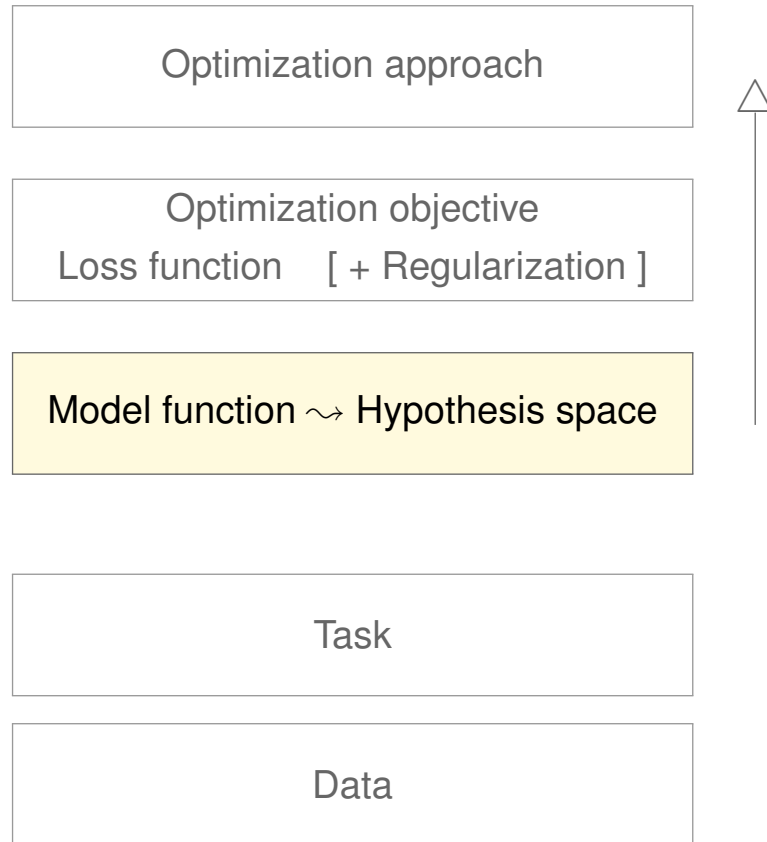 Optimization approach
Optimization objective
Loss function [ + Regularization ]
Model function ⤳ Hypothesis space
Task
Data